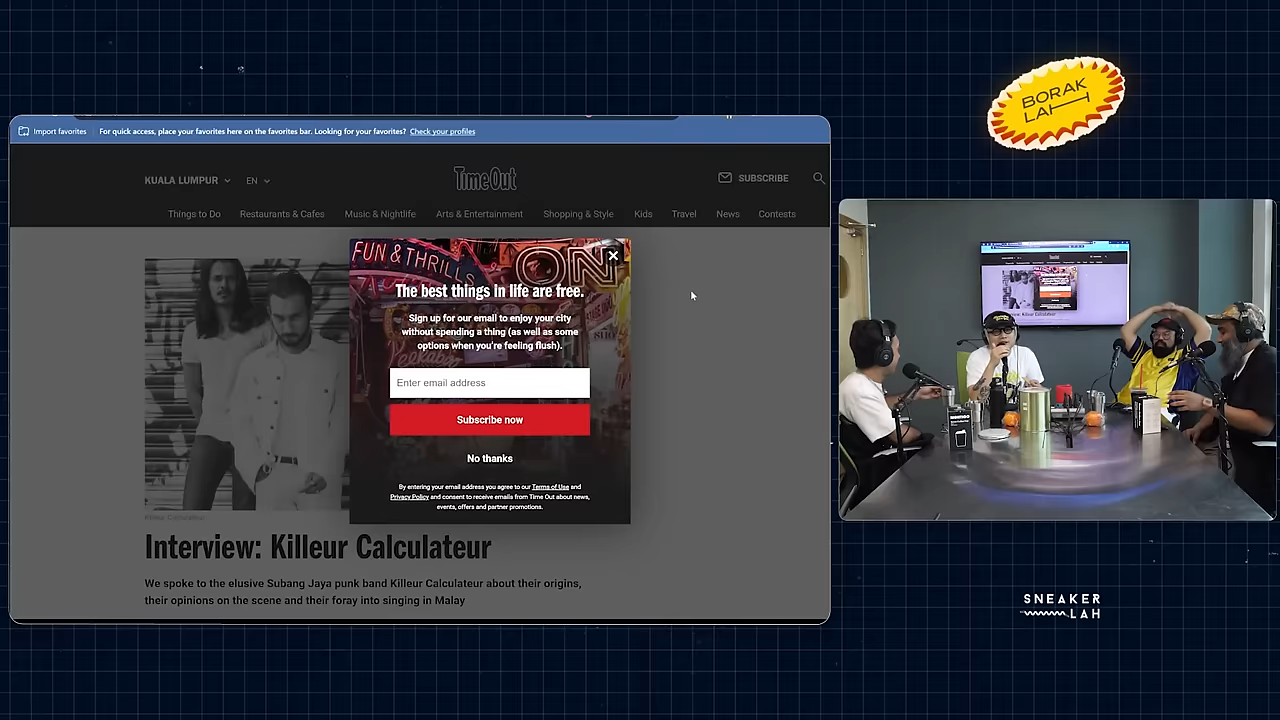 BORAK
LAH
Import favorites
For quick access, place your favorites here on the favorites bar. Looking for your favorites? Check your profiles
KUALA LUMPUR
EN
TimeOut
SUBSCRIBE
Things to Do
Restaurants & Cafes
Music & Nightlife
Arts & Entertainment
Shopping & Style
Kids
Travel
News
Contests
FUN & THRILLS
ON
The best things in life are free.
Sign up for our email to enjoy your city
without spending a thing (as well as some
options when you're feeling flush).
Enter email address
Subscribe now
No thanks
By entering your email address you agree to our Terms of Use and
Privacy Policy and consent to receive emails from Time Out about news,
events, offers and partner promotions.
Killeur Calculateur
Interview: Killeur Calculateur
We spoke to the elusive Subang Jaya punk band Killeur Calculateur about their origins,
their opinions on the scene and their foray into singing in Malay
SNEAKER
LAH